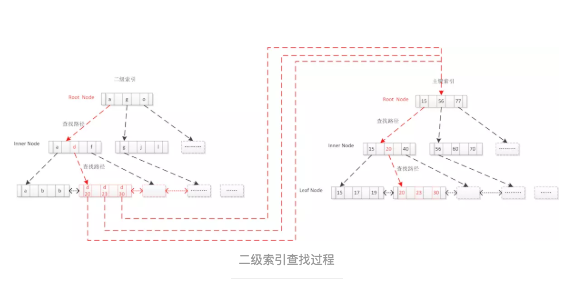 二级索引
主键索引
Root Node
a g o
Root Node
15 56 77
查找路径
查找路径
Inner Node
a d f
g j l
………
Inner Node
15 20 40
56 60 70
………
查找路径
查找路径
a b b
d d d
20 23 30
………
……
Leaf Node
15 17 19
20 23 30
………
……
二级索引查找过程